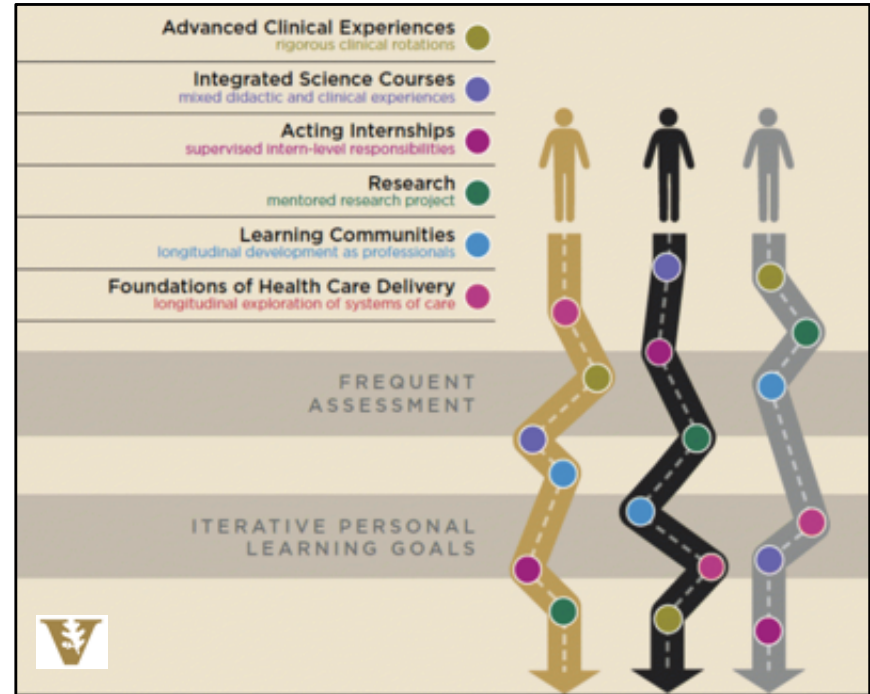 Advanced Clinical Experiences
rigorous clinical rotations
Integrated Science Courses
mixed didactic and clinical experiences
Acting Internships
supervised intern-level responsibilities
Research
mentored research project
Learning Communities
longitudinal development as professionals
Foundations of Health Care Delivery
longitudinal exploration of systems of care
FREQUENT
ASSESSMENT
ITERATIVE PERSONAL
LEARNING GOALS
V